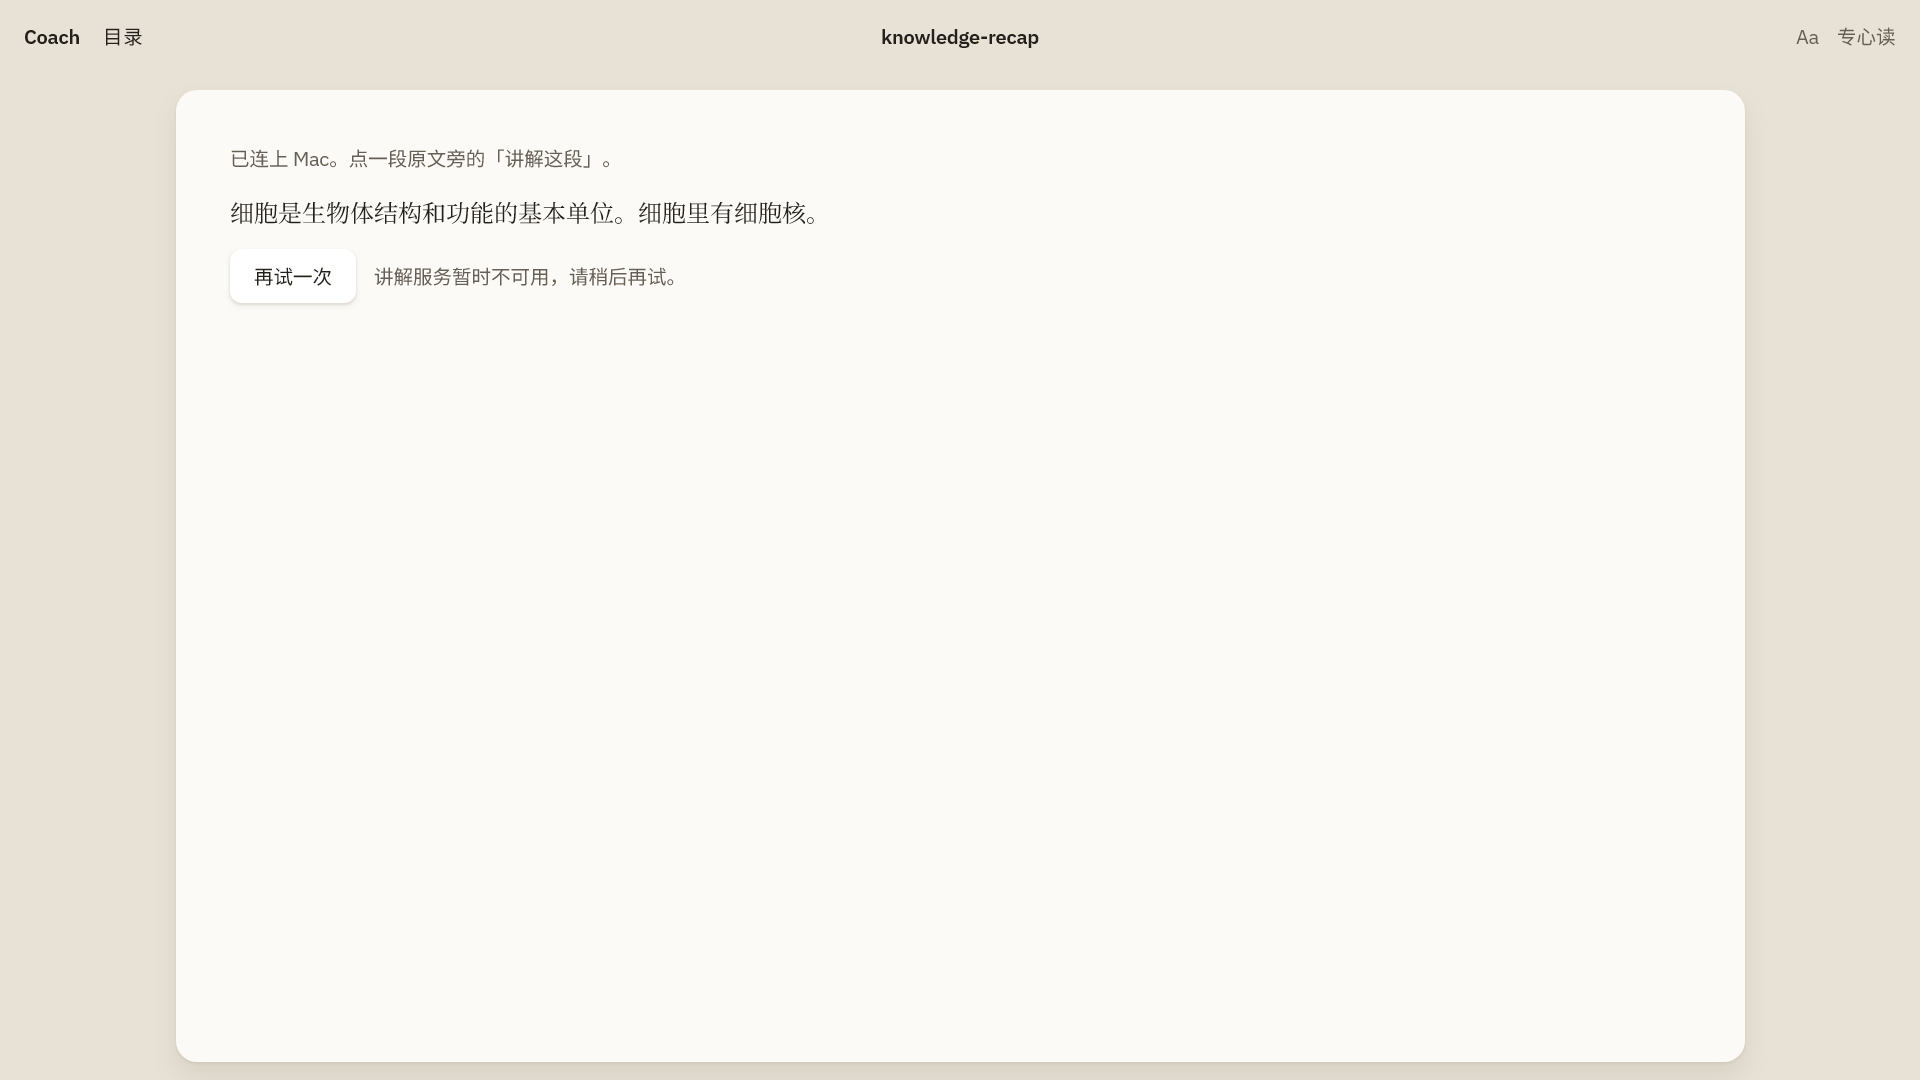 Coach 目录 knowledge-recap Aa 专心读
已连上 Mac。点一段原文旁的「讲解这段」。
细胞是生物体结构和功能的基本单位。细胞里有细胞核。
再试一次 讲解服务暂时不可用，请稍后再试。